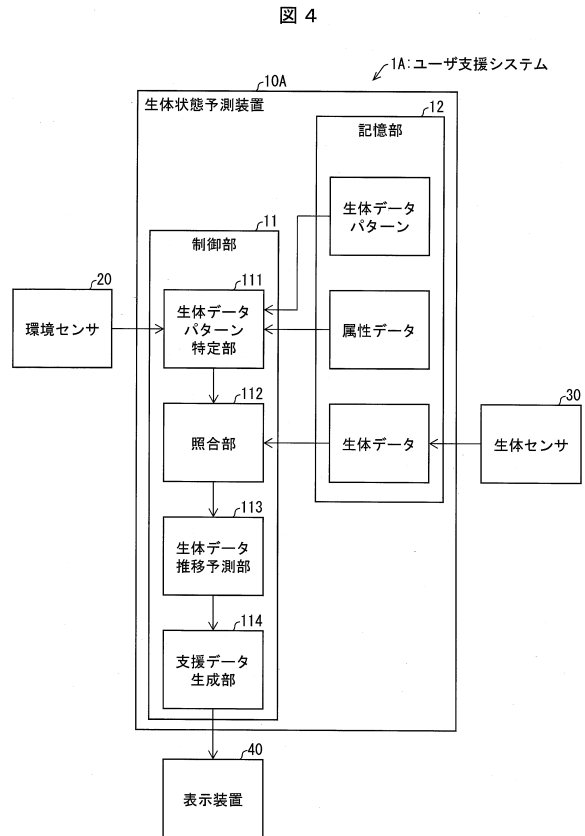 図 4
1A:ユーザ支援システム
10A
生体状態予測装置
12
記憶部
生体データ
パターン
11
制御部
20
111
環境センサ
生体データ
パターン
特定部
属性データ
112
30
照合部
生体データ
生体センサ
113
生体データ
推移予測部
114
支援データ
生成部
40
表示装置